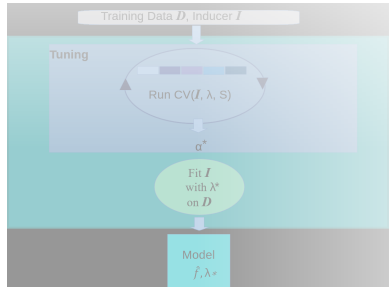 Training Data D, Inducer I
Tuning
Run CV(I, λ, S)
α*
Fit I
with λ*
on D
Model
f̂, λ*